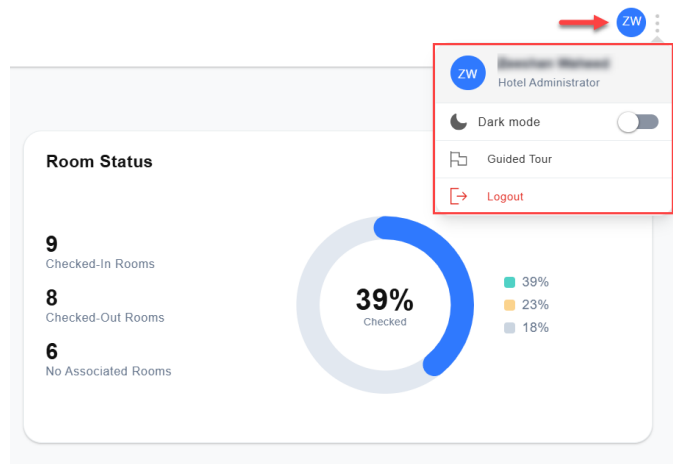 ZW
ZW
Hotel Administrator
Dark mode
Guided Tour
Logout
Room Status
9
Checked-In Rooms
8
Checked-Out Rooms
6
No Associated Rooms
39%
Checked
39%
23%
18%